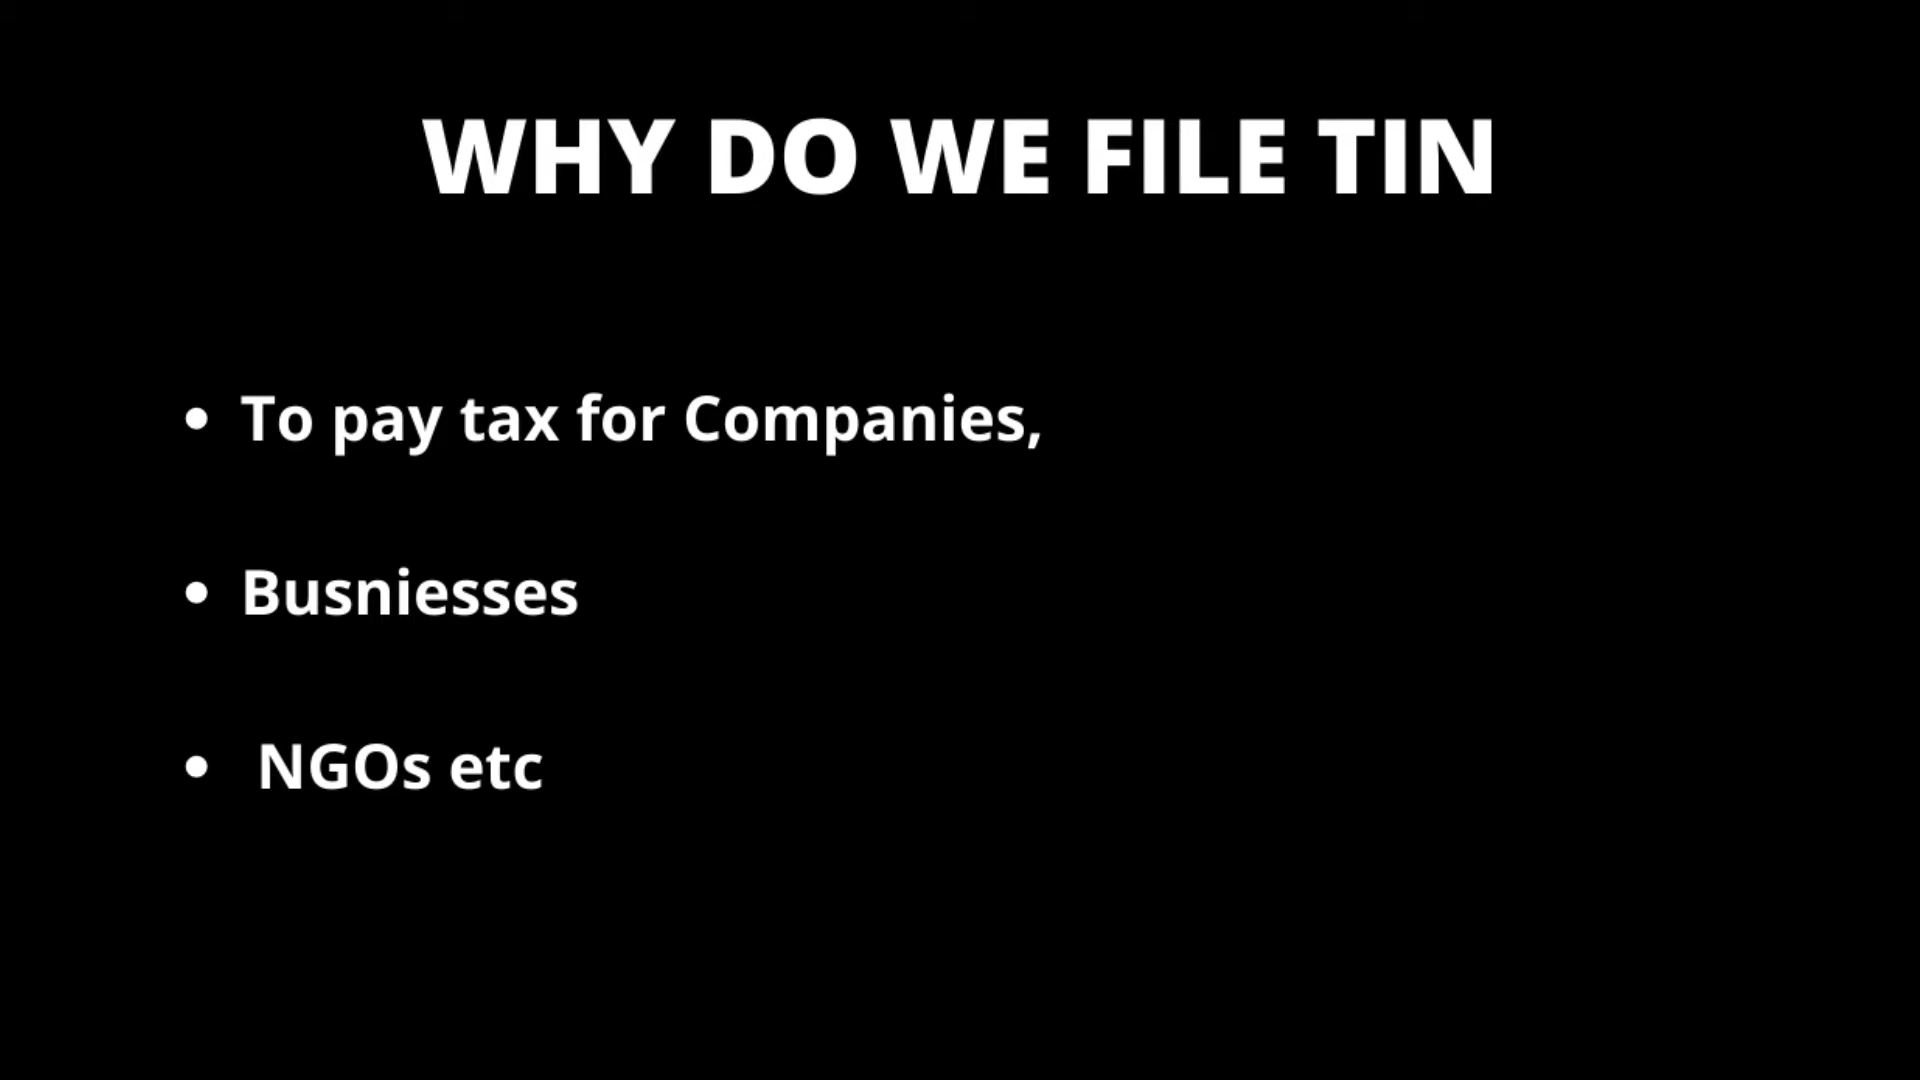 WHY DO WE FILE TIN
• To pay tax for Companies,
• Busniesses
• NGOs etc